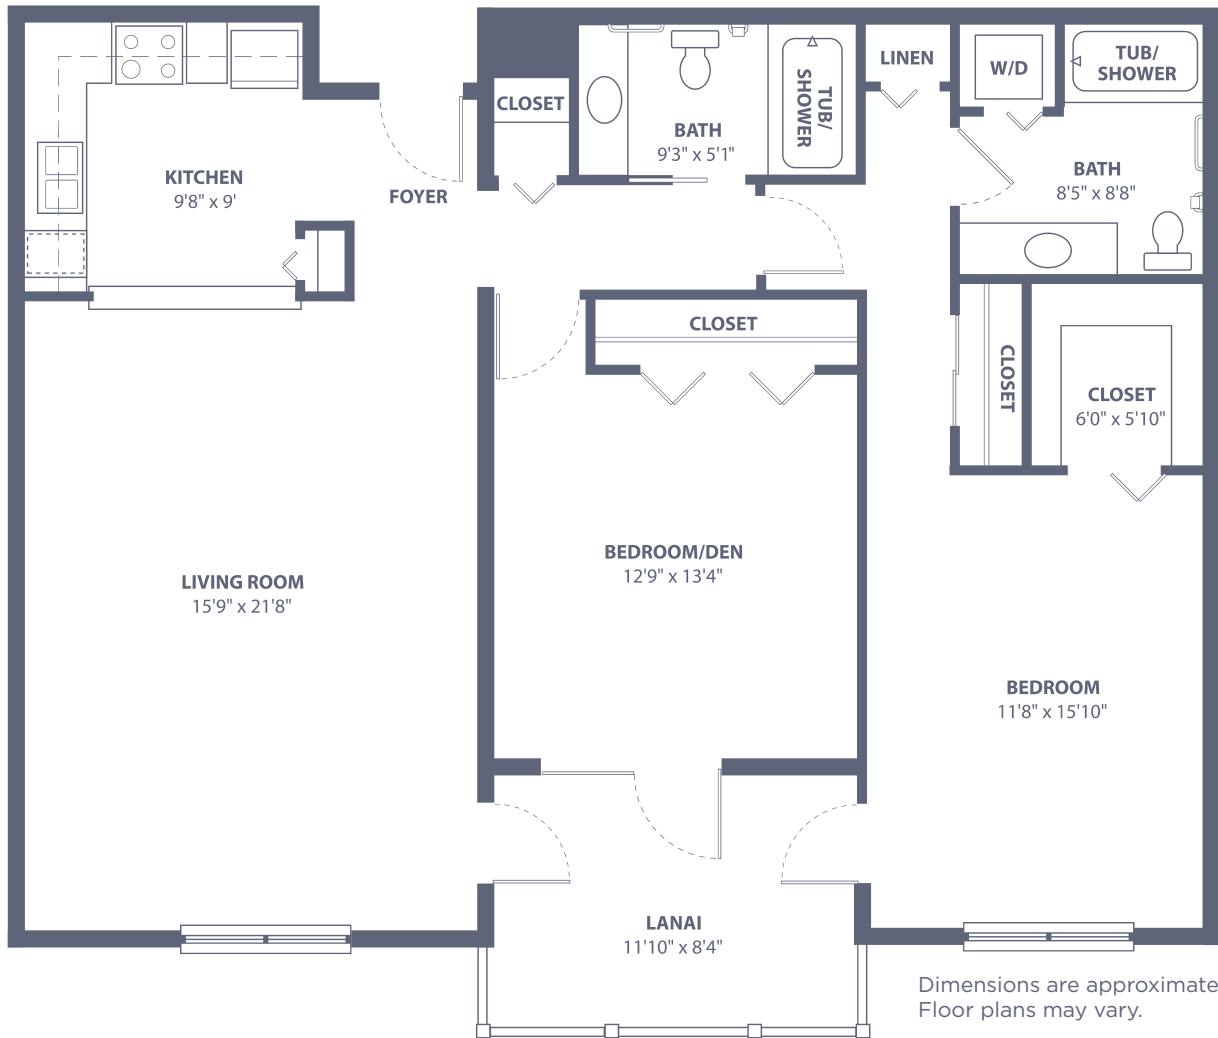 CLOSET
LINEN
W/D
TUB/
SHOWER
TUB/
SHOWER
BATH
9'3" x 5'1"
KITCHEN
9'8" x 9'
FOYER
BATH
8'5" x 8'8"
CLOSET
CLOSET
CLOSET
6'0" x 5'10"
BEDROOM/DEN
12'9" x 13'4"
LIVING ROOM
15'9" x 21'8"
BEDROOM
11'8" x 15'10"
LANAI
11'10" x 8'4"
Dimensions are approximate
Floor plans may vary.